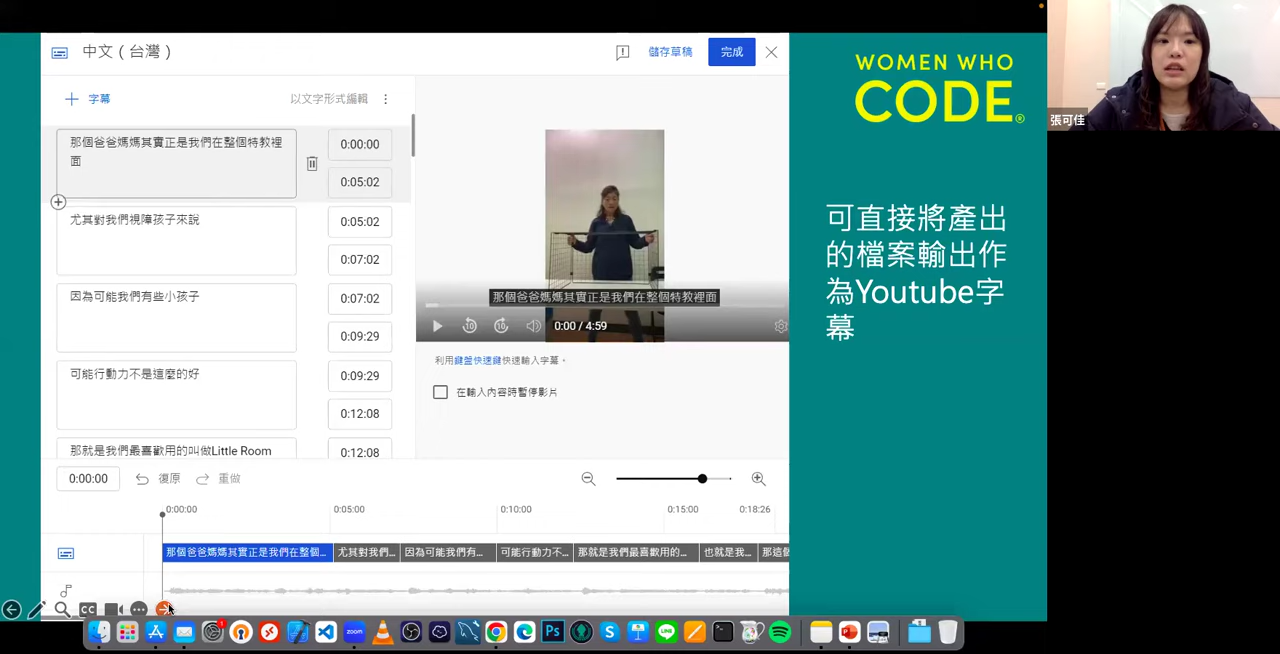 中文（台灣）
儲存草稿
完成
字幕
以文字形式編輯
那個爸爸媽媽其實正是我們在整個特教裡
面
0:00:00
0:05:02
尤其對我們視障孩子來說
0:05:02
0:07:02
因為可能我們有些小孩子
0:07:02
0:09:29
可能行動力不是這麼的好
0:09:29
0:12:08
那就是我們最喜歡用的叫做Little Room
0:12:08
那個爸爸媽媽其實正是我們在整個特教裡面
10
10
0:00 / 4:59
利用鍵盤快速鍵快速輸入字幕。
在輸入內容時暫停影片
0:00:00
復原
重做
0:00:00
0:05:00
0:10:00
0:15:00
0:18:26
那個爸爸媽媽其實正是我們在整個...
尤其對我們...
因為可能我們有...
可能行動力不...
那就是我們最喜歡用的...
也就是我...
那這個
CC
WOMEN WHO
CODE®
可直接將產出
的檔案輸出作
為Youtube字
幕
張可佳
zoom
Ps
LINE